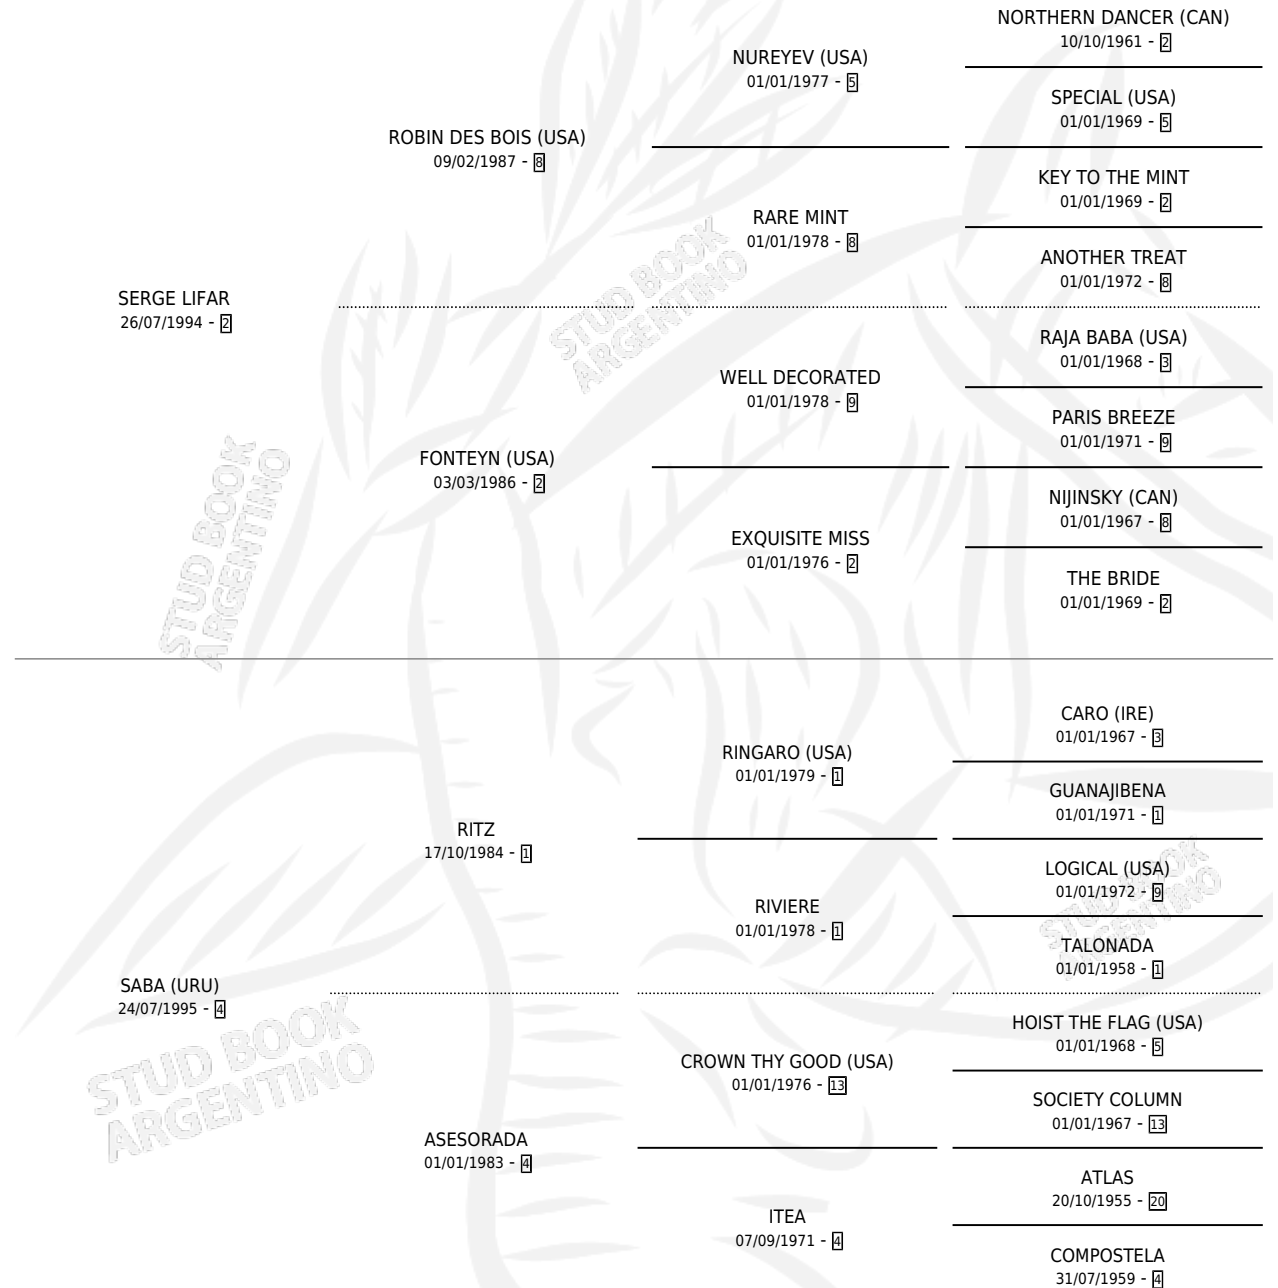 NORTHERN DANCER (CAN)
10/10/1961 - 2
NUREYEV (USA)
01/01/1977 - 5
SPECIAL (USA)
01/01/1969 - 5
ROBIN DES BOIS (USA)
09/02/1987 - 8
KEY TO THE MINT
01/01/1969 - 2
RARE MINT
01/01/1978 - 8
ANOTHER TREAT
01/01/1972 - 8
SERGE LIFAR
26/07/1994 - 2
RAJA BABA (USA)
01/01/1968 - 3
WELL DECORATED
01/01/1978 - 9
PARIS BREEZE
01/01/1971 - 9
FONTEYN (USA)
03/03/1986 - 2
NIJINSKY (CAN)
01/01/1967 - 8
EXQUISITE MISS
01/01/1976 - 2
THE BRIDE
01/01/1969 - 2
CARO (IRE)
01/01/1967 - 3
RINGARO (USA)
01/01/1979 - 1
GUANAJIBENA
01/01/1971 - 1
RITZ
17/10/1984 - 1
LOGICAL (USA)
01/01/1972 - 9
RIVIERE
01/01/1978 - 1
TALONADA
01/01/1958 - 1
SABA (URU)
24/07/1995 - 4
HOIST THE FLAG (USA)
01/01/1968 - 5
CROWN THY GOOD (USA)
01/01/1976 - 13
SOCIETY COLUMN
01/01/1967 - 13
ASESORADA
01/01/1983 - 4
ATLAS
20/10/1955 - 20
ITEA
07/09/1971 - 4
COMPOSTELA
31/07/1959 - 4
STUD BOOK
ARGENTINO
STUD BOOK
ARGENTINO
STUD BOOK
ARGENTINO
STUD BOOK
ARGENTINO